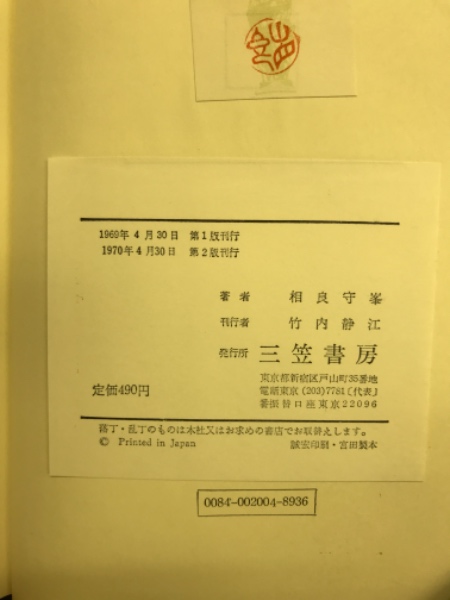 1969年4月30日 第1版刊行
1970年4月30日 第2版刊行
著者 相良守峯
刊行者 竹内静江
発行所 三笠書房
東京都新宿区戸山町35番地
電話東京(203)7781〔代表〕
振替口座東京22096
定価490円
落丁・乱丁のものは本社又はお求めの書店でお取替えします。
© Printed in Japan 誠宏印刷・宮田製本
0084-002004-8936